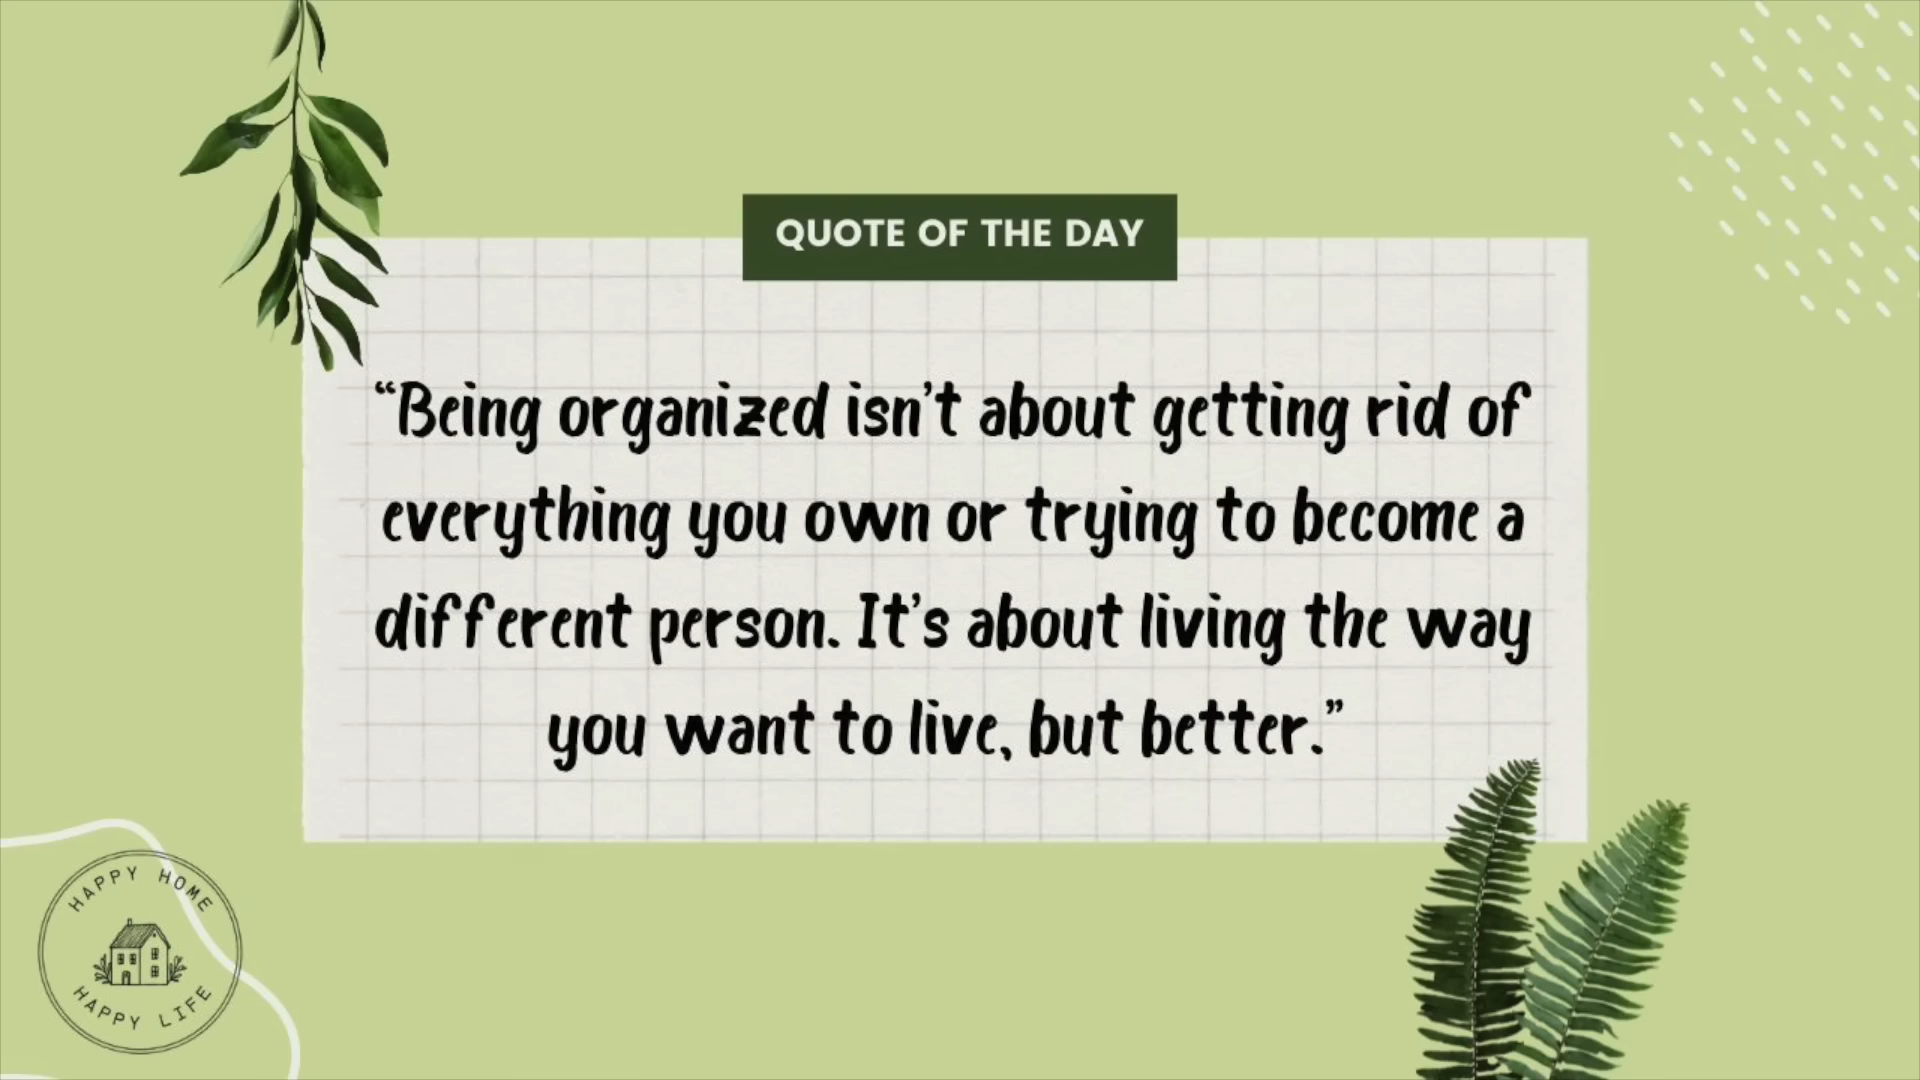 QUOTE OF THE DAY
“Being organized isn’t about getting rid of
everything you own or trying to become a
different person. It’s about living the way
you want to live, but better.”
HAPPY HOME
HAPPY LIFE